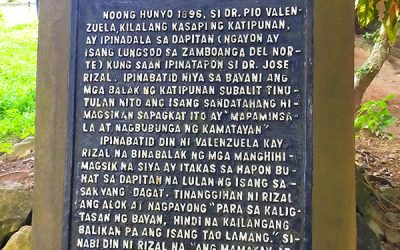 NOONG HUNYO 1896, SI DR. PIO VALEN-
ZUELA KILALANG KASAPI NG KATIPUNAN,
AY IPINADALA SA DAPITAN (NGAYON AY
ISANG LUNGSOD SA ZAMBOANGA DEL NOR-
TE) KUNG SAAN IPINATAPON SI DR. JOSE
RIZAL. IPINABATID NIYA SA BAYANI ANG
MGA BALAK NG KATIPUNAN SUBALIT TINU-
TULAN NITO ANG ISANG SANDATAHANG HI-
MAGSIKAN SAPAGKAT ITO AY "MAPAMINSA-
LA AT NAGBUBUNGA NG KAMATAYAN"
IPINABATID DIN NI VALENZUELA KAY
RIZAL NA BINABALAK NG MGA MANGHIHI-
MAGSIK NA SIYA AY ITAKAS SA HAPON BU-
HAT SA DAPITAN NA LULAN NG ISANG SA-
SAKYANG DAGAT. TINANGGIHAN NI RIZAL
ANG ALOK AT NAGPAYONG "PARA SA KALIG-
TASAN NG BAYAN, HINDI NA KAILANGANG
BALIKAN PA ANG ISANG TAO LAMANG." SI-
NABI DIN NI RIZAL NA "ANG MAMATAY AT